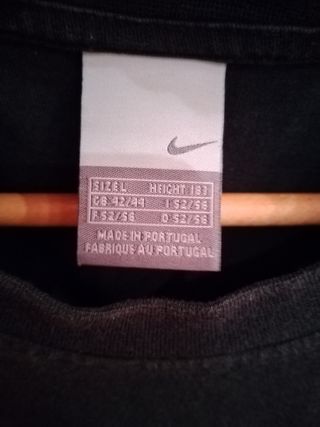 SIZE L HEIGHT 183
GB 42/44 I 52/56
F 52/56 D 52/56
MADE IN PORTUGAL
FABRIQUE AU PORTUGAL